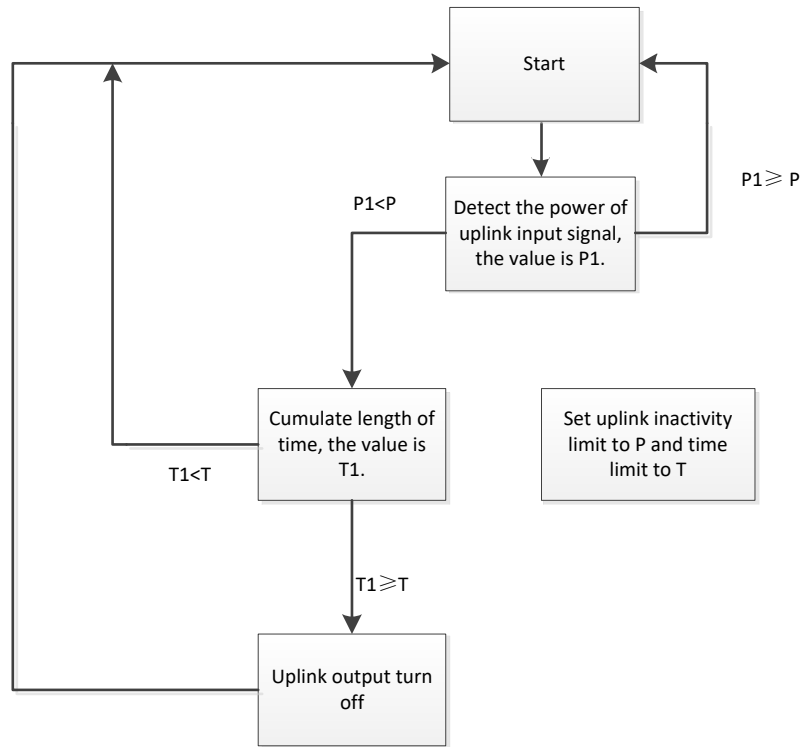 Start
P1≥ P
P1<P
Detect the power of
uplink input signal,
the value is P1.
Cumulate length of
time, the value is
T1.
Set uplink inactivity
limit to P and time
limit to T
T1<T
T1≥T
Uplink output turn
off